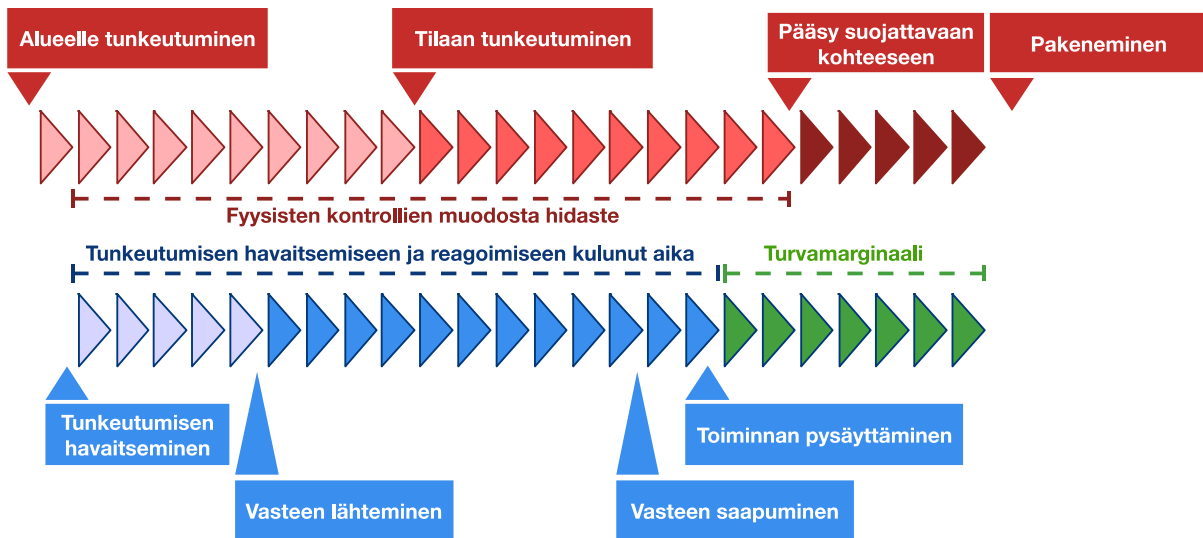 Alueelle tunkeutuminen
Tilaan tunkeutuminen
Pääsy suojattavaan
kohteeseen
Pakeneminen
Fyysisten kontrollien muodosta hidaste
Tunkeutumisen havaitsemiseen ja reagoimiseen kulunut aika
Turvamarginaali
Tunkeutumisen
havaitseminen
Toiminnan pysäyttäminen
Vasteen lähteminen
Vasteen saapuminen